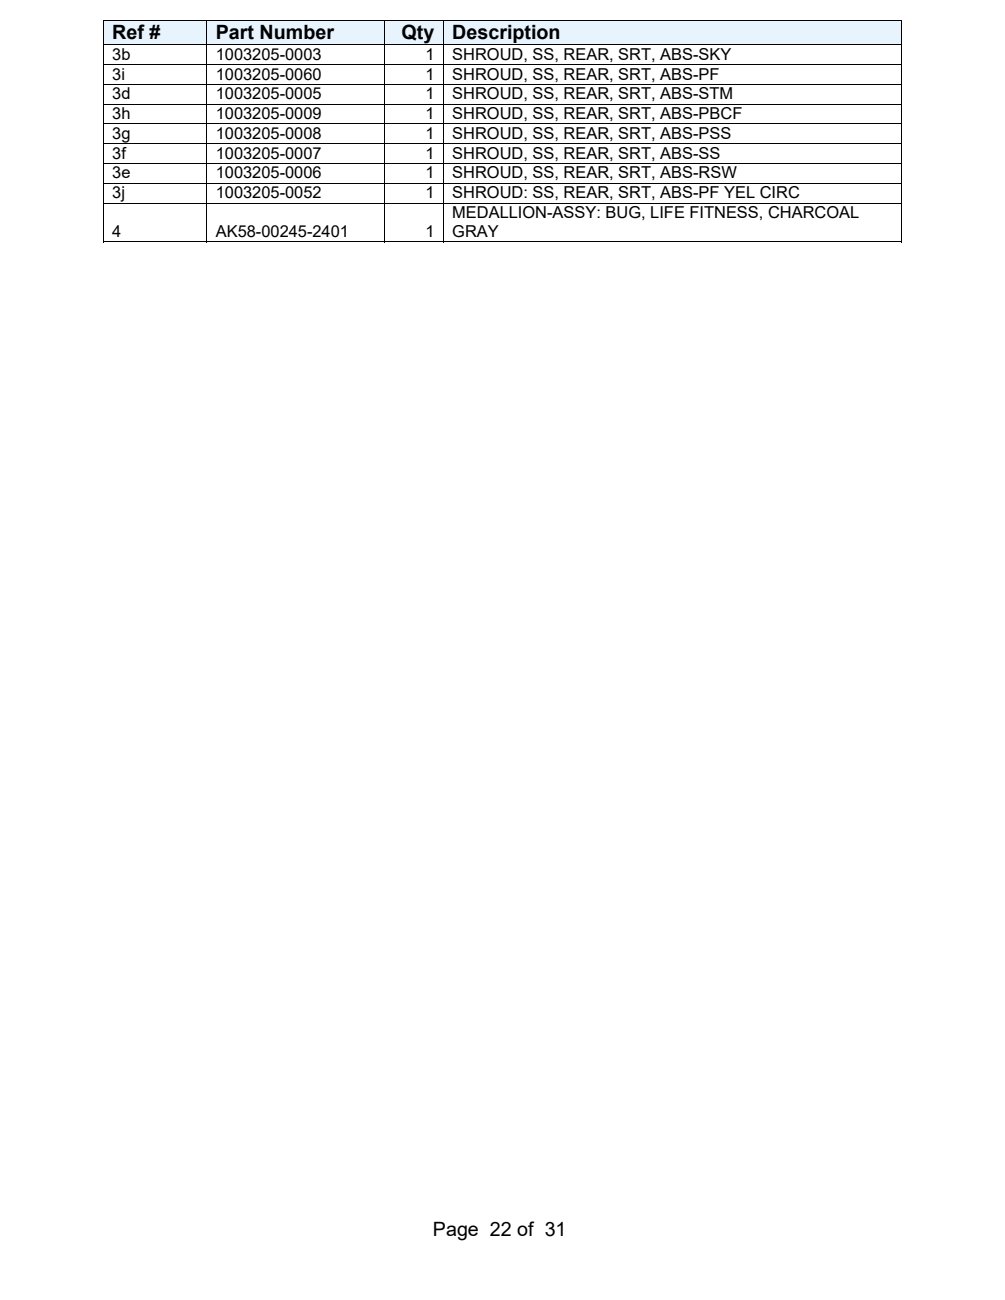 Ref # Part Number Qty Description
3b 1003205-0003 1 SHROUD, SS, REAR, SRT, ABS-SKY
3i 1003205-0060 1 SHROUD, SS, REAR, SRT, ABS-PF
3d 1003205-0005 1 SHROUD, SS, REAR, SRT, ABS-STM
3h 1003205-0009 1 SHROUD, SS, REAR, SRT, ABS-PBCF
3g 1003205-0008 1 SHROUD, SS, REAR, SRT, ABS-PSS
3f 1003205-0007 1 SHROUD, SS, REAR, SRT, ABS-SS
3e 1003205-0006 1 SHROUD, SS, REAR, SRT, ABS-RSW
3j 1003205-0052 1 SHROUD: SS, REAR, SRT, ABS-PF YEL CIRC
MEDALLION-ASSY: BUG, LIFE FITNESS, CHARCOAL
4 AK58-00245-2401 1 GRAY
Page 22 of 31